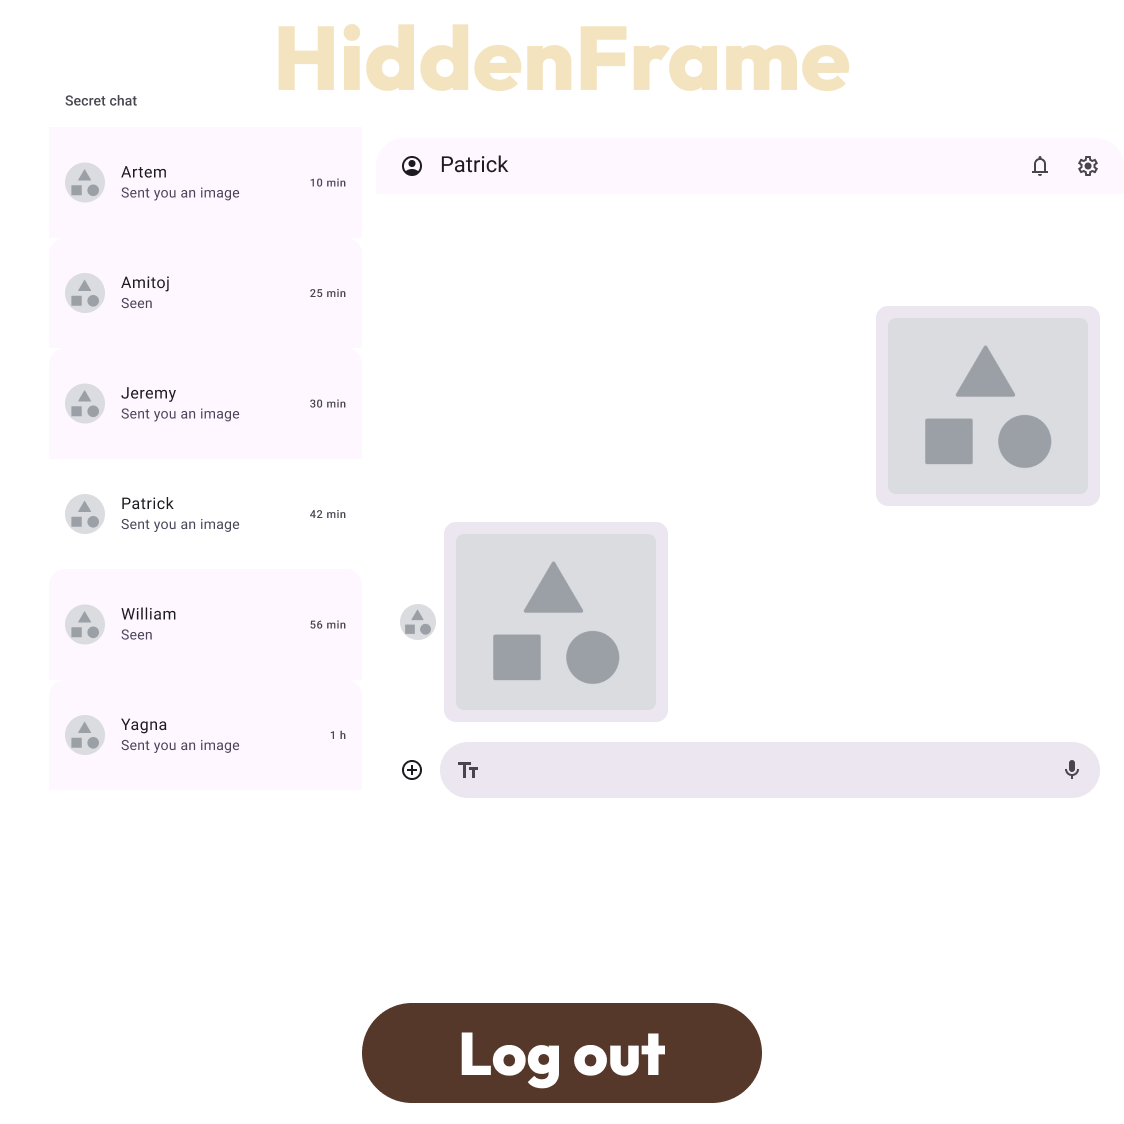 HiddenFrame
Secret chat
Artem
Sent you an image
10 min
Amitoj
Seen
25 min
Jeremy
Sent you an image
30 min
Patrick
Sent you an image
42 min
William
Seen
56 min
Yagna
Sent you an image
1 h
Patrick
Tт
Log out